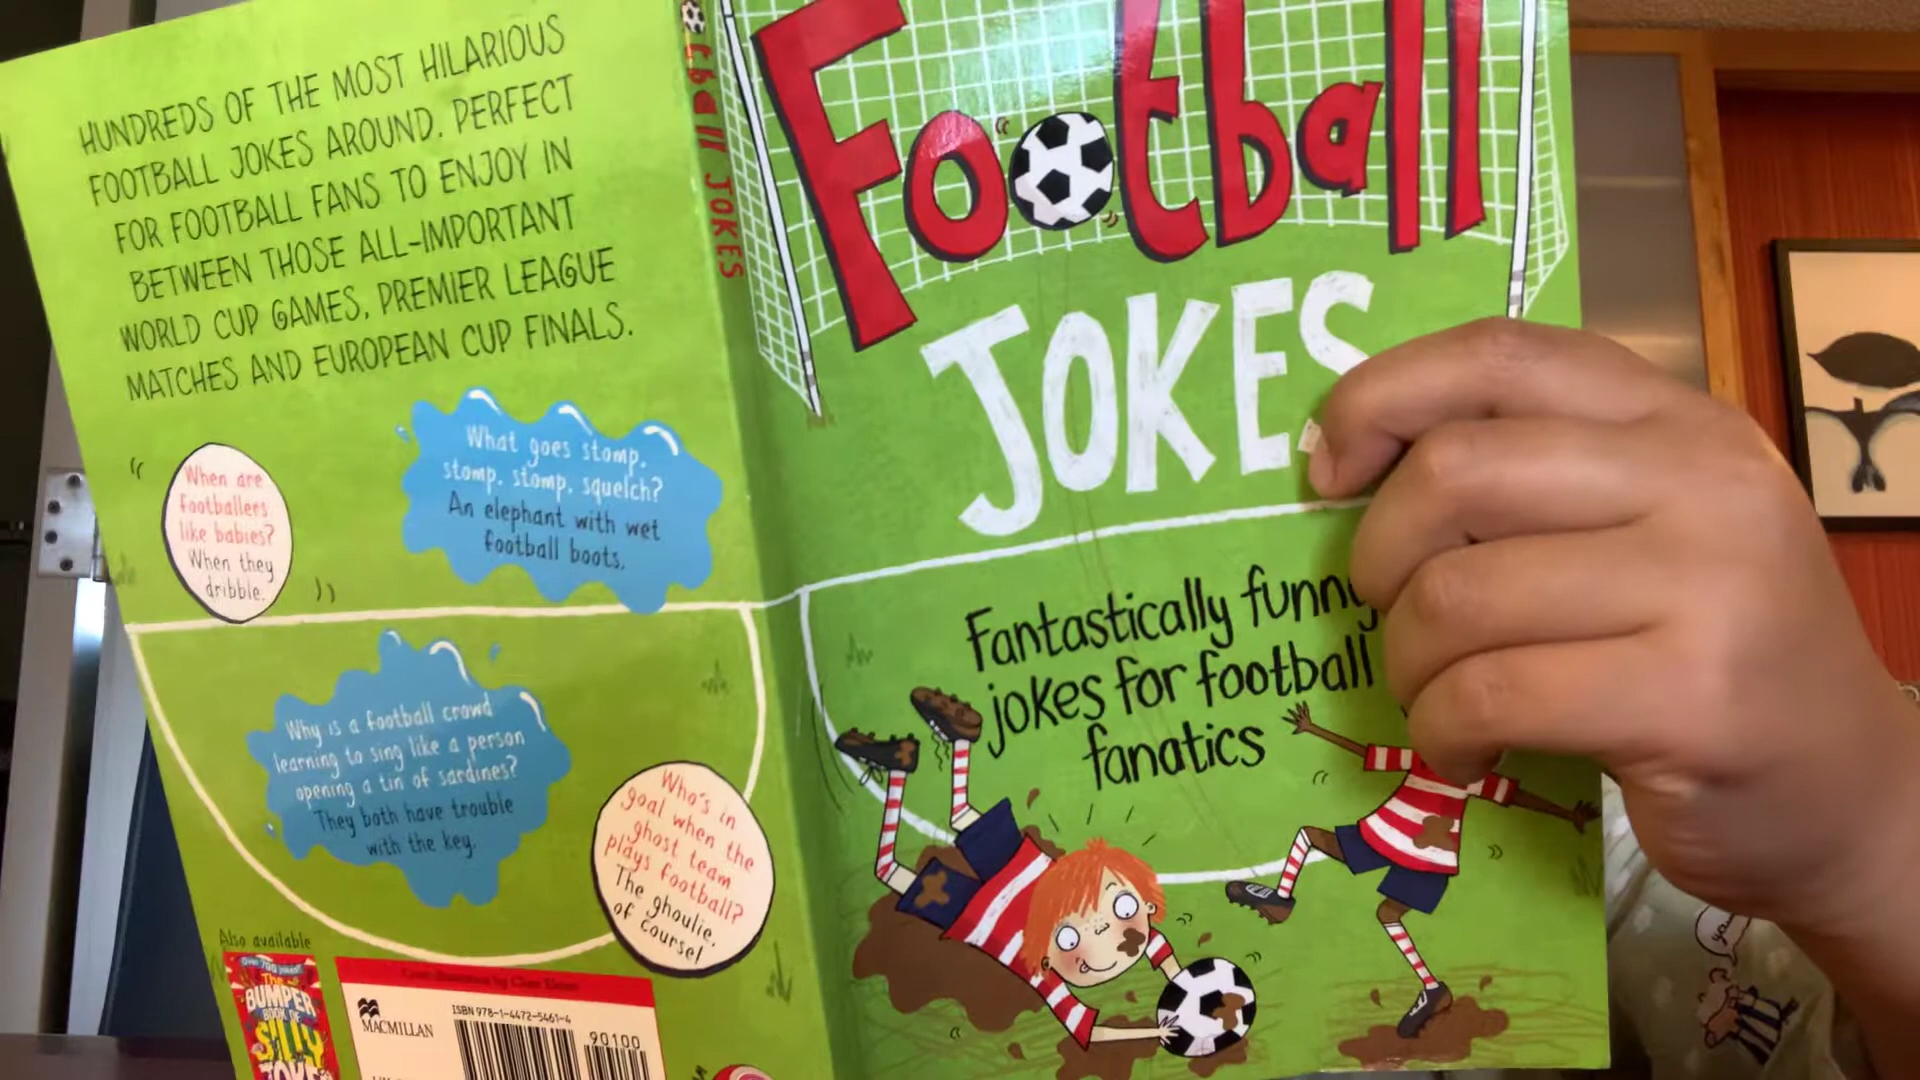 HUNDREDS OF THE MOST HILARIOUS
FOOTBALL JOKES AROUND. PERFECT
FOR FOOTBALL FANS TO ENJOY IN
BETWEEN THOSE ALL-IMPORTANT
WORLD CUP GAMES, PREMIER LEAGUE
MATCHES AND EUROPEAN CUP FINALS.
When are
footballers
like babies?
When they
dribble.
What goes stomp,
stomp, stomp, squelch?
An elephant with wet
football boots.
Why is a football crowd
learning to sing like a person
opening a tin of sardines?
They both have trouble
with the key.
Who's in
goal when the
ghost team
plays football?
The ghoulie,
of course!
Also available
Over 700 jokes!
The
BUMPER
BOOK OF
SILLY
Cover illustration by Clare Elsom
MACMILLAN
ISBN 978-1-4472-5461-4
90100
JOKES
Football
JOKES
Fantastically funny
jokes for football
fanatics